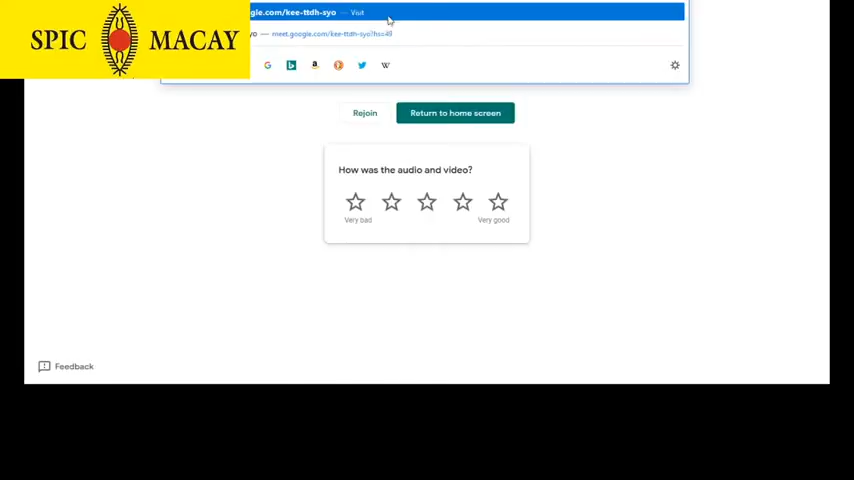 SPIC MACAY
gle.com/kee-ttdh-syo — Visit
yo — meet.google.com/kee-ttdh-syo?hs=49
Rejoin Return to home screen
How was the audio and video?
Very bad Very good
Feedback